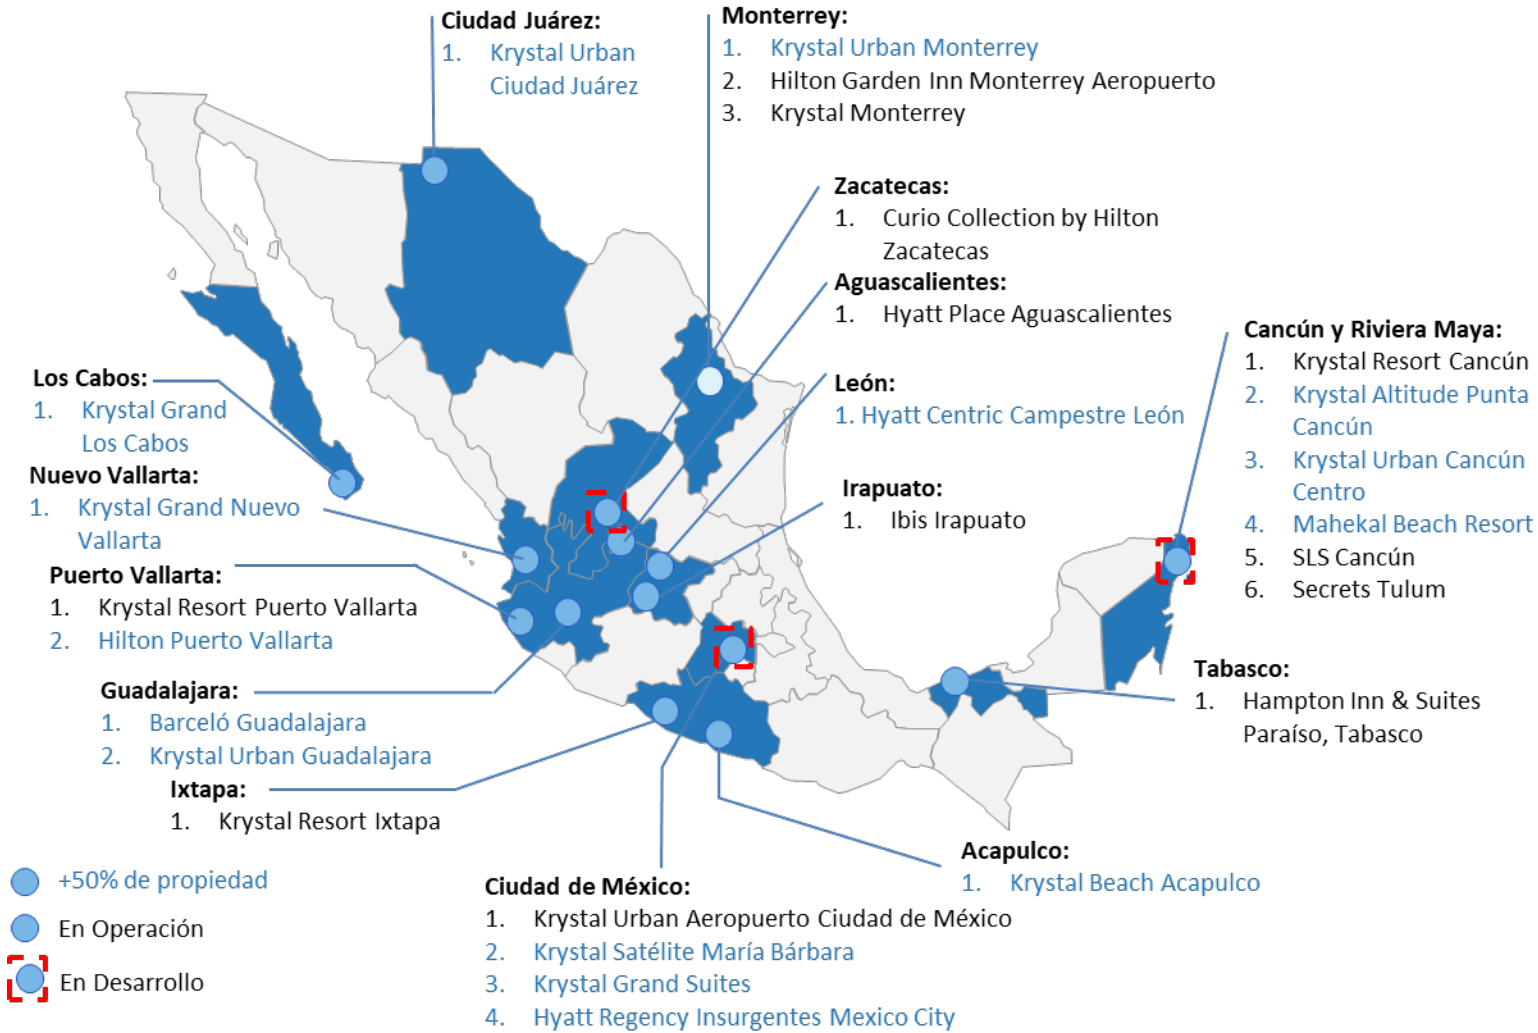 Ciudad Juárez:
1. Krystal Urban
Ciudad Juárez
Monterrey:
1. Krystal Urban Monterrey
2. Hilton Garden Inn Monterrey Aeropuerto
3. Krystal Monterrey
Zacatecas:
1. Curio Collection by Hilton
Zacatecas
Aguascalientes:
1. Hyatt Place Aguascalientes
León:
1. Hyatt Centric Campestre León
Irapuato:
1. Ibis Irapuato
Cancún y Riviera Maya:
1. Krystal Resort Cancún
2. Krystal Altitude Punta
Cancún
3. Krystal Urban Cancún
Centro
4. Mahekal Beach Resort
5. SLS Cancún
6. Secrets Tulum
Tabasco:
1. Hampton Inn & Suites
Paraíso, Tabasco
Los Cabos:
1. Krystal Grand
Los Cabos
Nuevo Vallarta:
1. Krystal Grand Nuevo
Vallarta
Puerto Vallarta:
1. Krystal Resort Puerto Vallarta
2. Hilton Puerto Vallarta
Guadalajara:
1. Barceló Guadalajara
2. Krystal Urban Guadalajara
Ixtapa:
1. Krystal Resort Ixtapa
Acapulco:
1. Krystal Beach Acapulco
Ciudad de México:
1. Krystal Urban Aeropuerto Ciudad de México
2. Krystal Satélite María Bárbara
3. Krystal Grand Suites
4. Hyatt Regency Insurgentes Mexico City
+50% de propiedad
En Operación
En Desarrollo